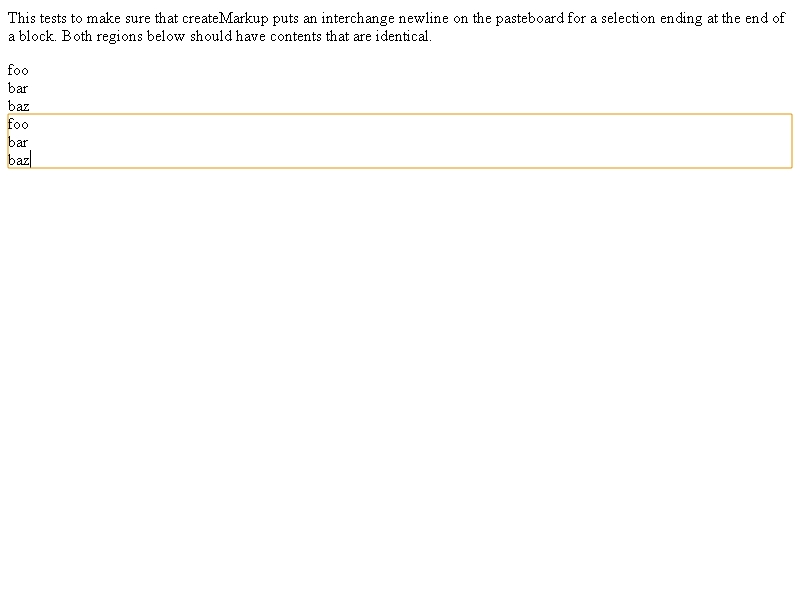 This tests to make sure that createMarkup puts an interchange newline on the pasteboard for a selection ending at the end of
a block. Both regions below should have contents that are identical.
foo
bar
baz
foo
bar
baz